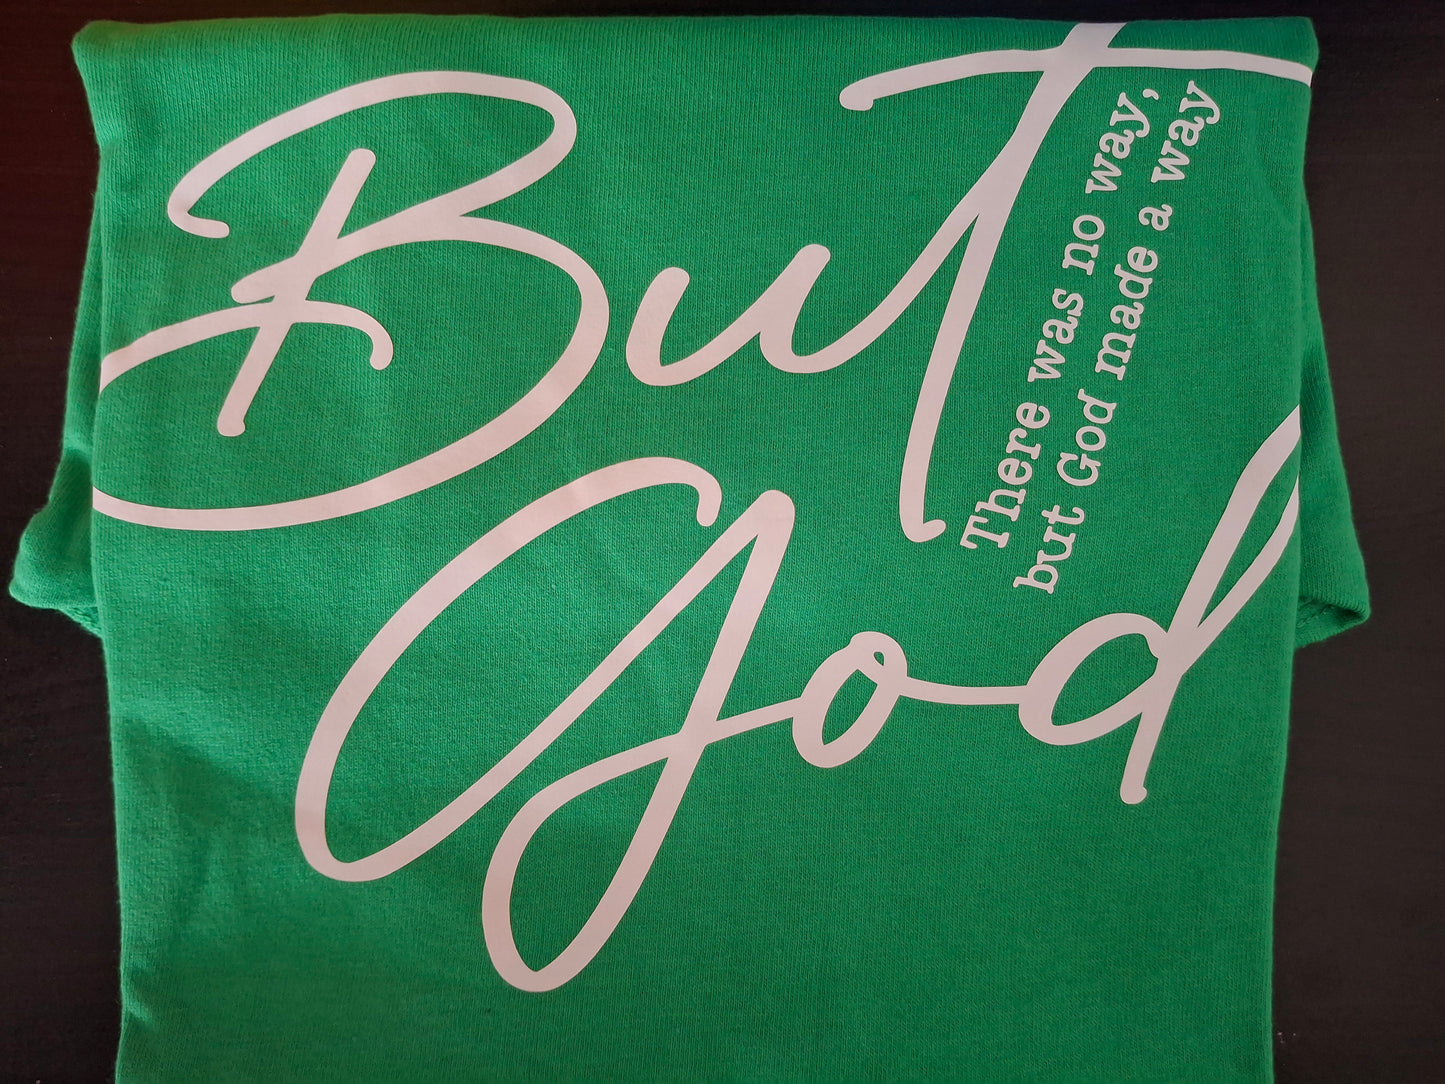 But
God
There was no way,
but God made a way